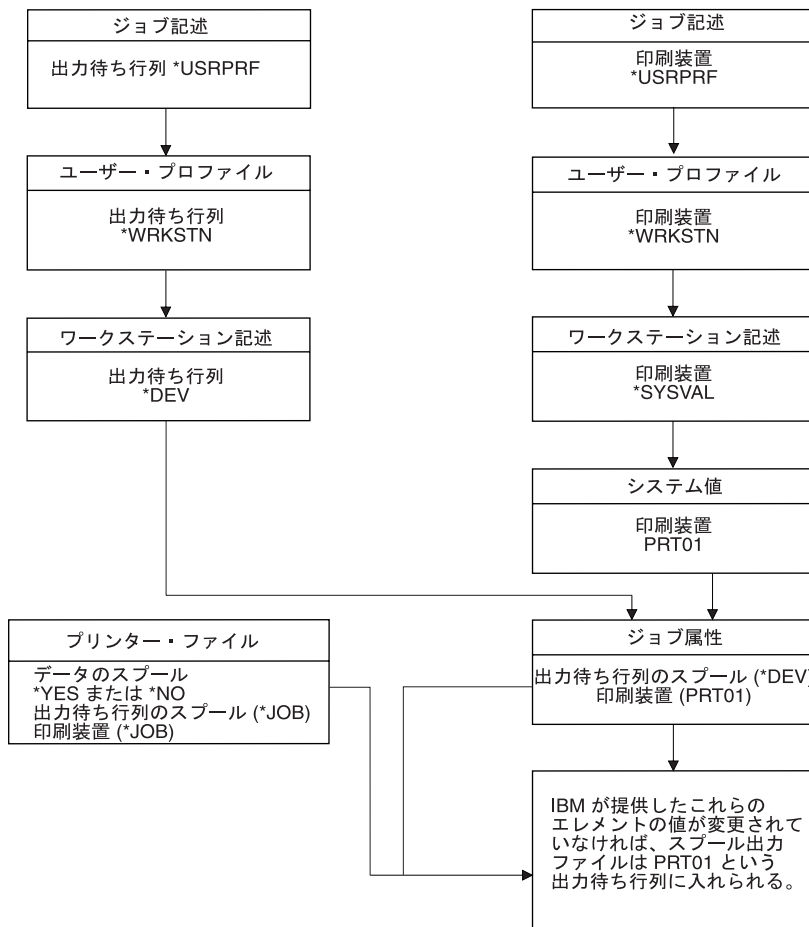 ジョブ記述
出力待ち行列 *USRPRF
ユーザー・プロファイル
出力待ち行列
*WRKSTN
ワークステーション記述
出力待ち行列
*DEV
ジョブ記述
印刷装置
*USRPRF
ユーザー・プロファイル
印刷装置
*WRKSTN
ワークステーション記述
印刷装置
*SYSVAL
システム値
印刷装置
PRT01
プリンター・ファイル
データのスプール
*YES または *NO
出力待ち行列のスプール (*JOB)
印刷装置 (*JOB)
ジョブ属性
出力待ち行列のスプール (*DEV)
印刷装置 (PRT01)
IBM が提供したこれらの
エレメントの値が変更されて
いなければ、スプール出力
ファイルは PRT01 という
出力待ち行列に入れられる。